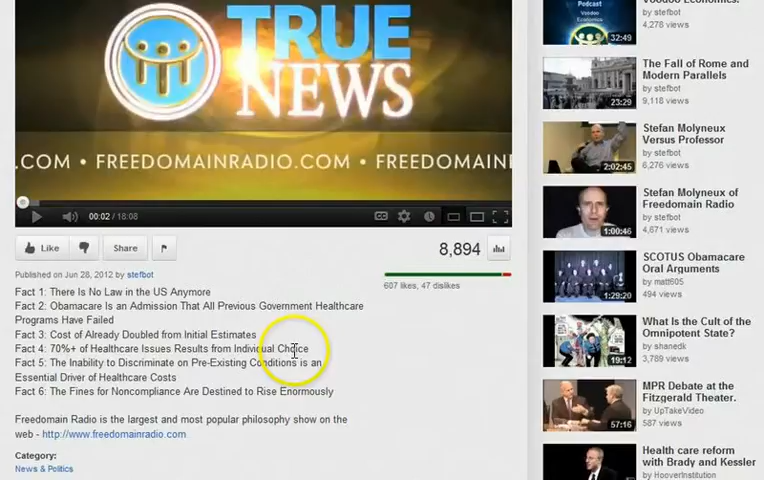 TRUE
NEWS
.COM • FREEDOMAINRADIO.COM • FREEDOMAINR
00:02 / 18:08
CC
Like
Share
8,894
Published on Jun 28, 2012 by stefbot
607 likes, 47 dislikes
Fact 1: There Is No Law in the US Anymore
Fact 2: Obamacare Is an Admission That All Previous Government Healthcare
Programs Have Failed
Fact 3: Cost of Already Doubled from Initial Estimates
Fact 4: 70%+ of Healthcare Issues Results from Individual Choice
Fact 5: The Inability to Discriminate on Pre-Existing Conditions is an
Essential Driver of Healthcare Costs
Fact 6: The Fines for Noncompliance Are Destined to Rise Enormously
Freedomain Radio is the largest and most popular philosophy show on the
web - http://www.freedomainradio.com
Category:
News & Politics
Podcast
Voodoo
Economics
32:49
Voodoo Economics.
by stefbot
4,278 views
23:29
The Fall of Rome and
Modern Parallels
by stefbot
9,118 views
2:02:45
Stefan Molyneux
Versus Professor
by stefbot
6,276 views
1:00:46
Stefan Molyneux of
Freedomain Radio
by stefbot
4,671 views
1:29:20
SCOTUS Obamacare
Oral Arguments
by matt605
494 views
19:12
What Is the Cult of the
Omnipotent State?
by shanedk
3,789 views
57:16
MPR Debate at the
Fitzgerald Theater.
by UpTakeVideo
587 views
Health care reform
with Brady and Kessler
by HooverInstitution